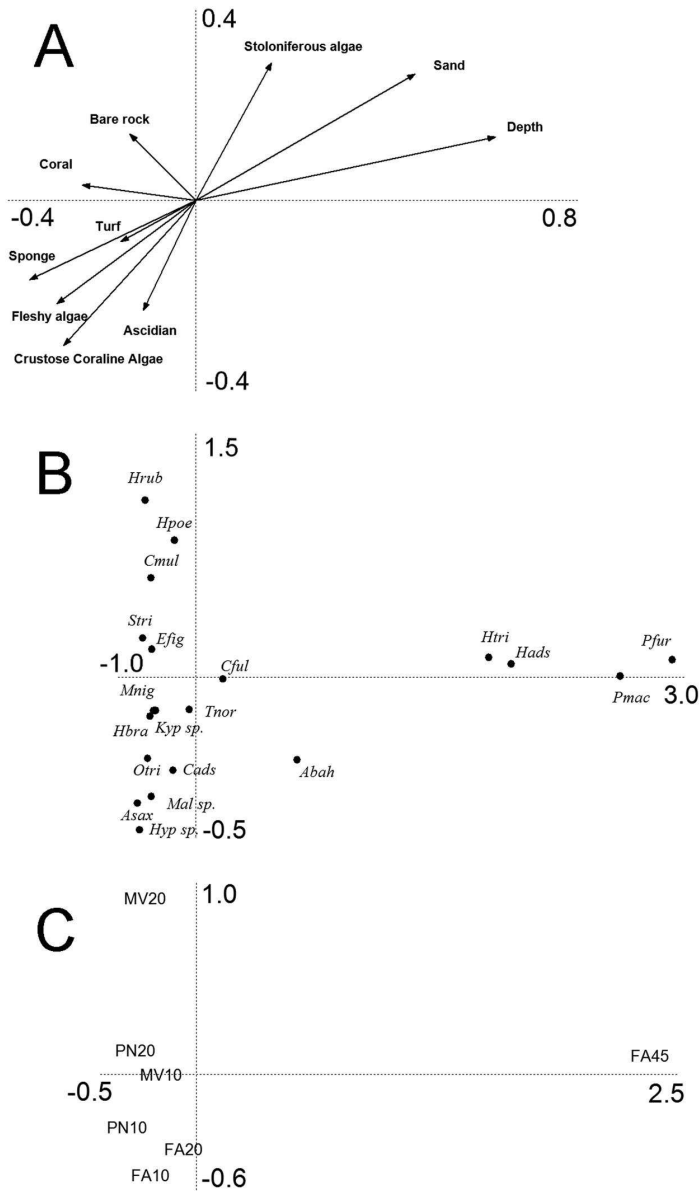 A
0.4
Stoloniferous algae
Sand
Bare rock
Depth
Coral
-0.4
0.8
Turf
Sponge
Fleshy algae
Ascidian
Crustose Coraline Algae
-0.4
B
1.5
Hrub
Hpoe
Cmul
Stri
Efig
Htri
Hads
Pfur
-1.0
Cful
3.0
Mnig
Tnor
Pmac
Hbra
Kyp sp.
Otri
Cads
Abah
Mal sp.
Asax
Hyp sp.
-0.5
C
MV20
1.0
PN20
FA45
MV10
-0.5
2.5
PN10
FA20
FA10
-0.6